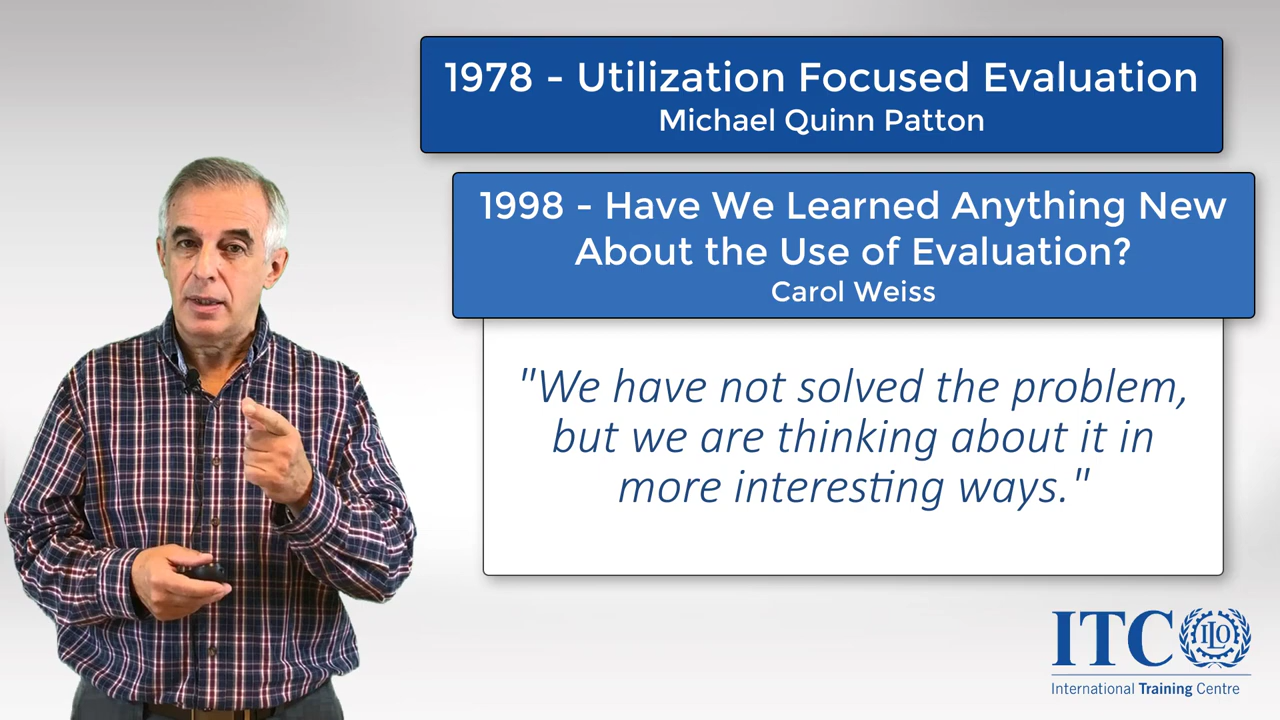 1978 - Utilization Focused Evaluation
Michael Quinn Patton
1998 - Have We Learned Anything New
About the Use of Evaluation?
Carol Weiss
"We have not solved the problem,
but we are thinking about it in
more interesting ways."
ITC ILO
International Training Centre